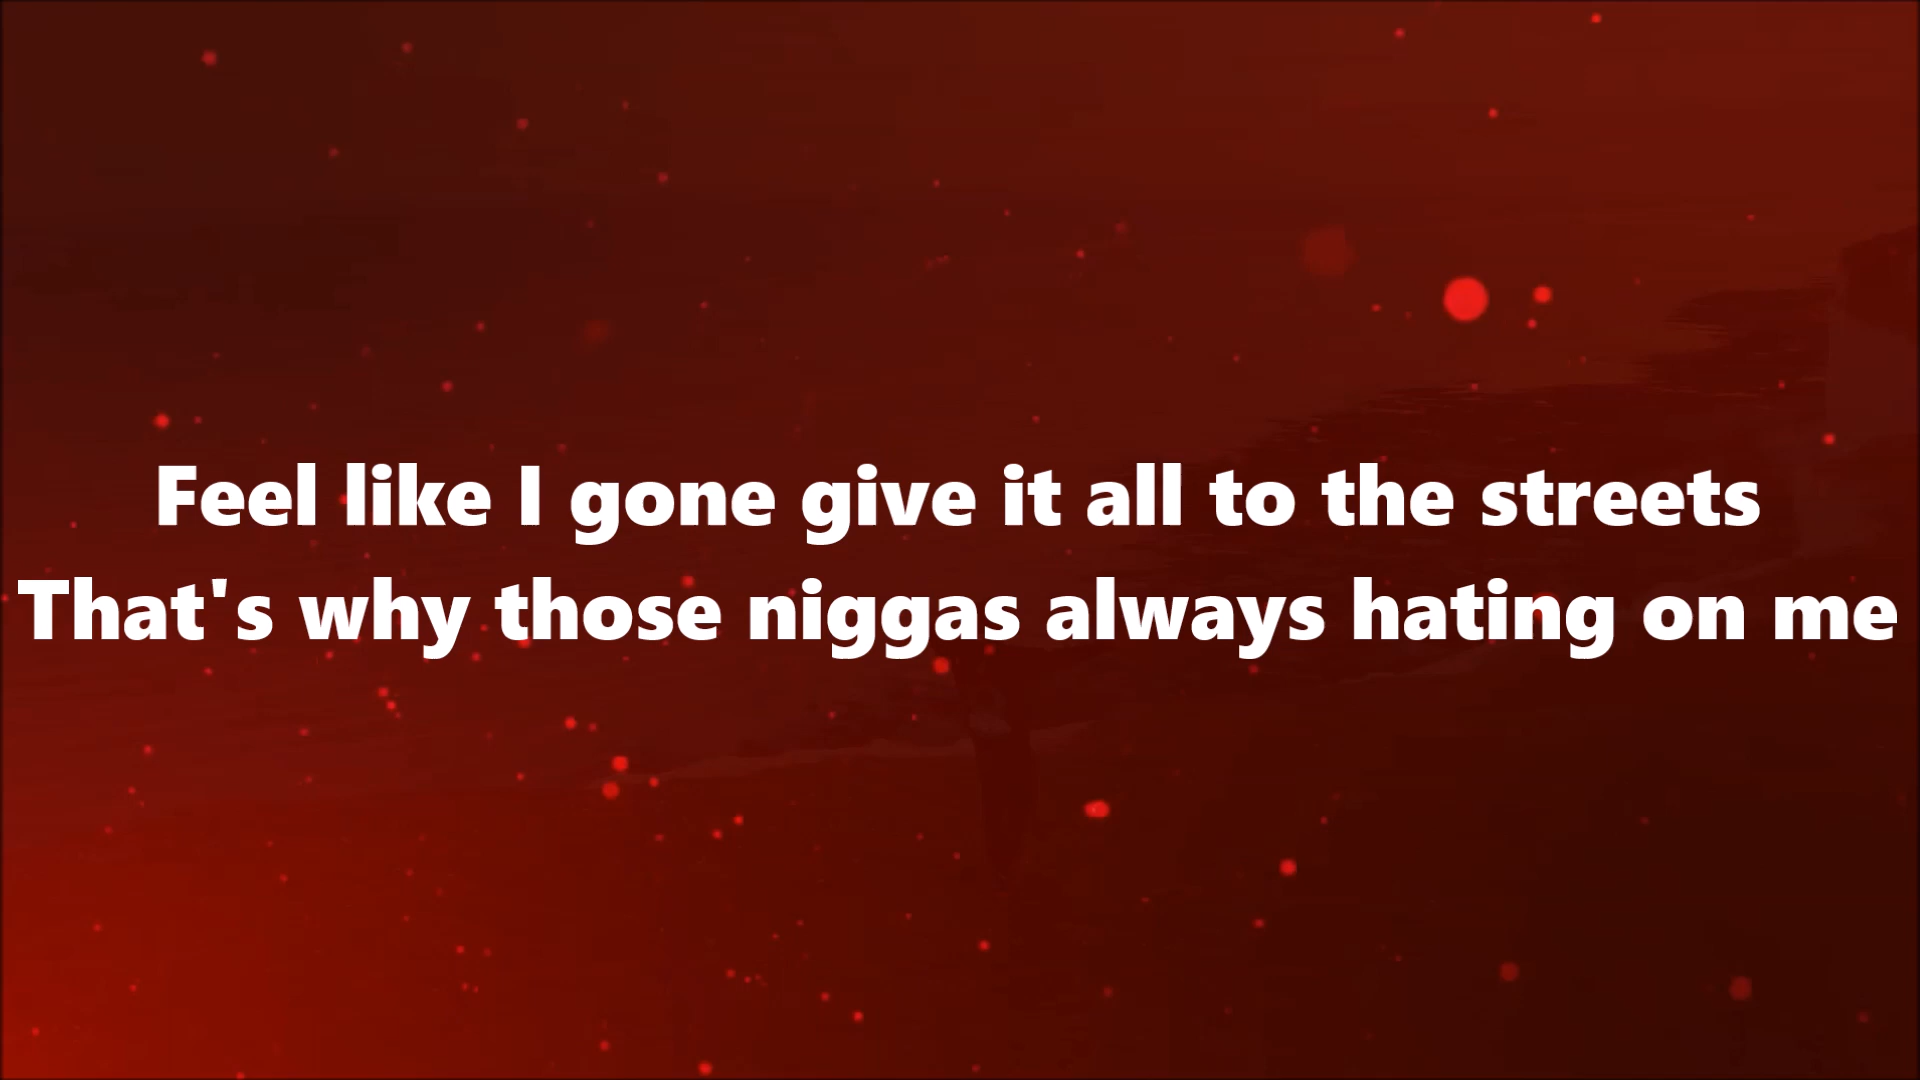 Feel like I gone give it all to the streets
That's why those niggas always hating on me